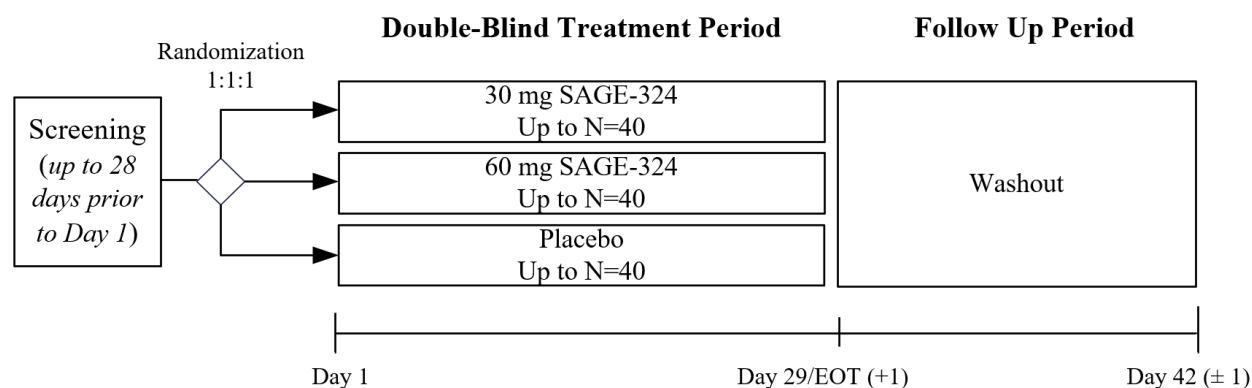 Double-Blind Treatment Period
Follow Up Period
Randomization
1:1:1
Screening
(up to 28
days prior
to Day 1)
30 mg SAGE-324
Up to N=40
60 mg SAGE-324
Up to N=40
Placebo
Up to N=40
Washout
Day 1
Day 29/EOT (+1)
Day 42 (± 1)